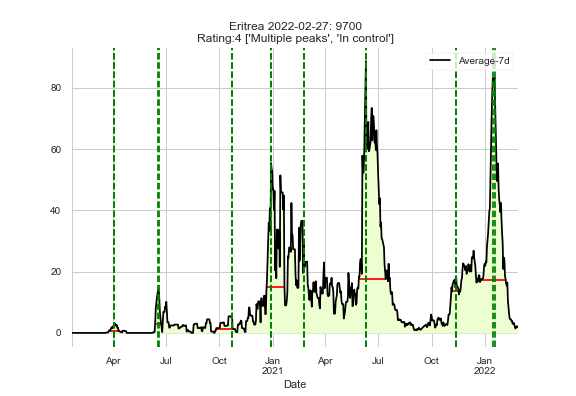 Eritrea 2022-02-27: 9700
Rating:4 ['Multiple peaks', 'In control']
Average-7d
80
60
40
20
0
Apr Jul Oct Jan Apr Jul Oct Jan
2021 2022
Date